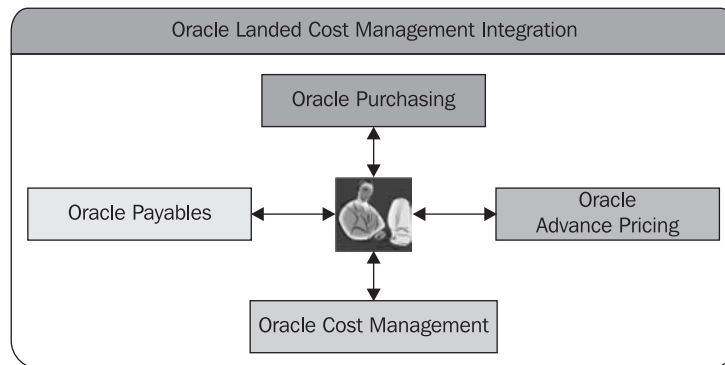 Oracle Landed Cost Management Integration
Oracle Purchasing
Oracle Payables
Oracle
Advance Pricing
Oracle Cost Management